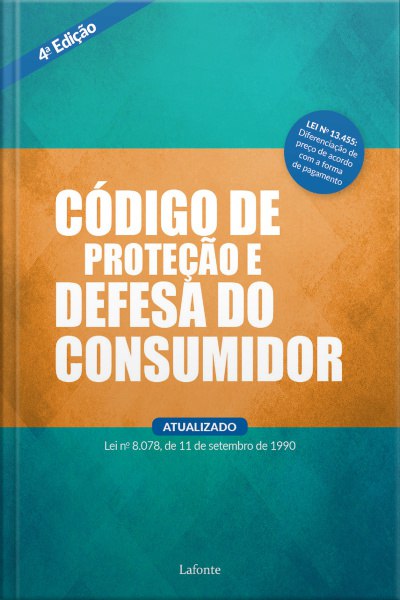 4ª Edição
LEI Nº 13.455:
Diferenciação de
preço de acordo
com a forma
de pagamento
CÓDIGO DE
PROTEÇÃO E
DEFESA DO
CONSUMIDOR
ATUALIZADO
Lei nº 8.078, de 11 de setembro de 1990
Lafonte